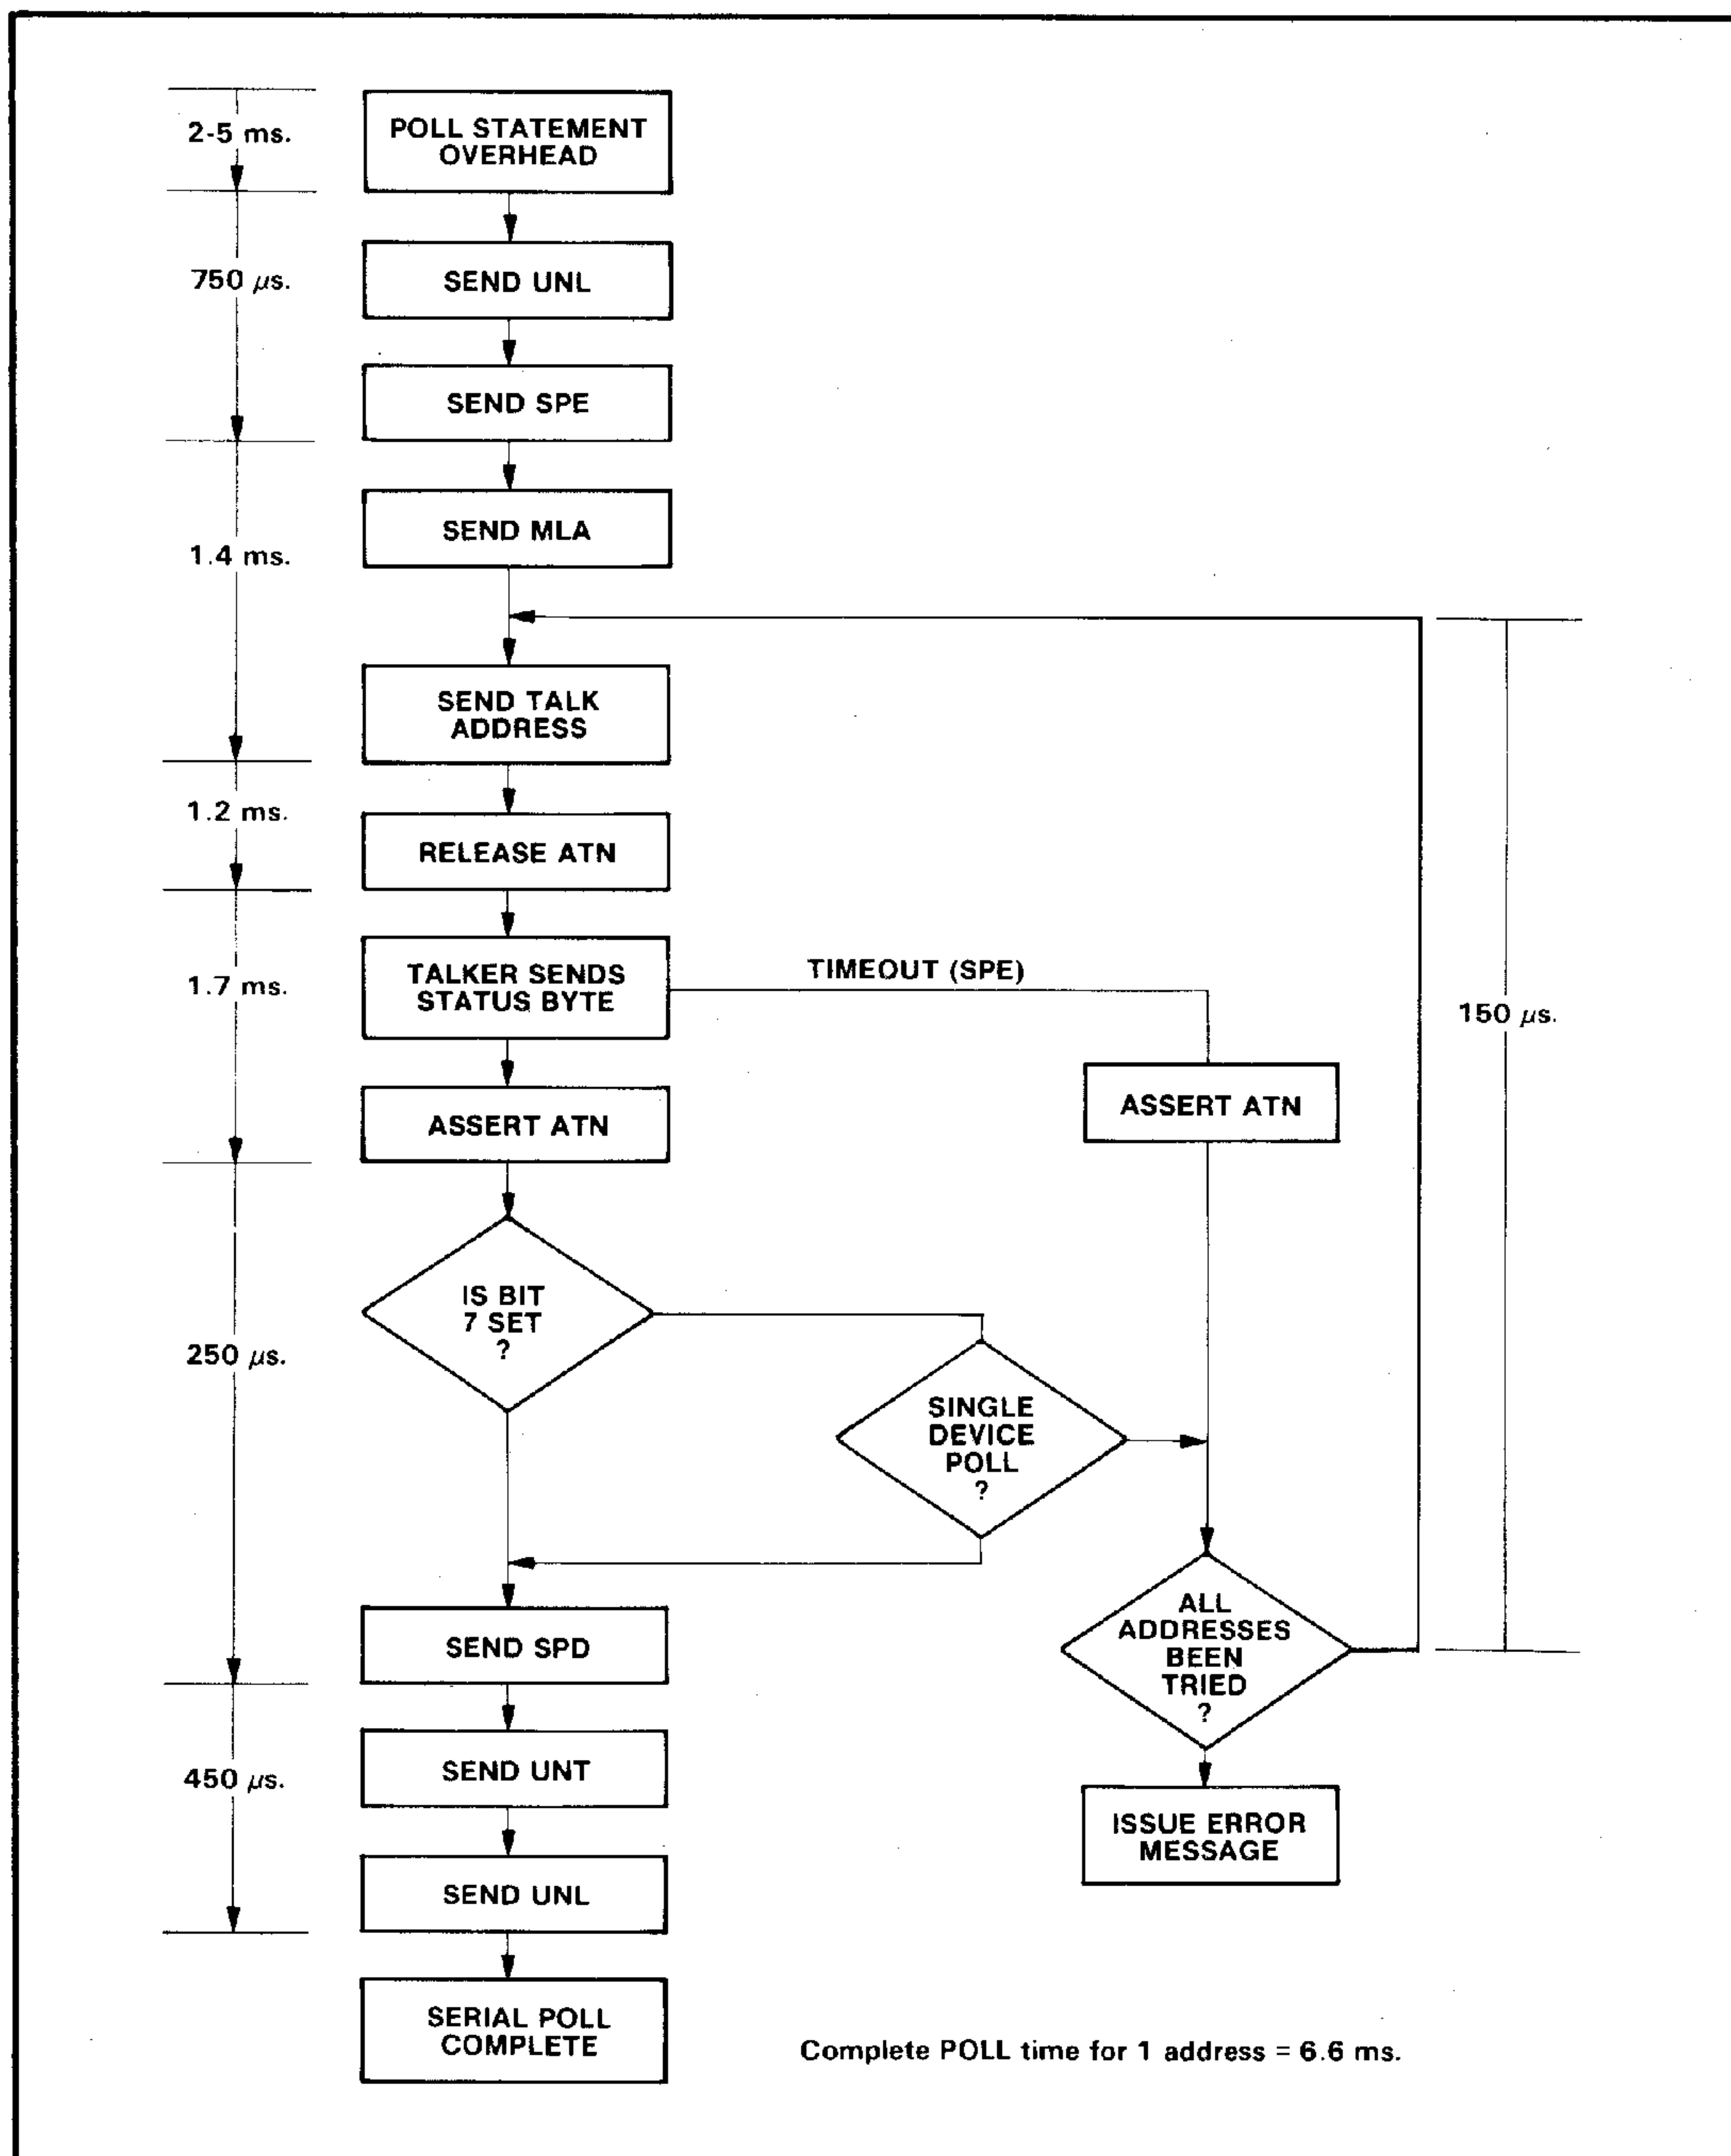 2-5 ms.
POLL STATEMENT
OVERHEAD
750 μs.
SEND UNL
SEND SPE
1.4 ms.
SEND MLA
SEND TALK
ADDRESS
1.2 ms.
RELEASE ATN
1.7 ms.
TALKER SENDS
STATUS BYTE
TIMEOUT (SPE)
150 μs.
ASSERT ATN
ASSERT ATN
250 μs.
IS BIT
7 SET
?
SINGLE
DEVICE
POLL
?
ALL
ADDRESSES
BEEN
TRIED
?
SEND SPD
450 μs.
SEND UNT
ISSUE ERROR
MESSAGE
SEND UNL
SERIAL POLL
COMPLETE
Complete POLL time for 1 address = 6.6 ms.